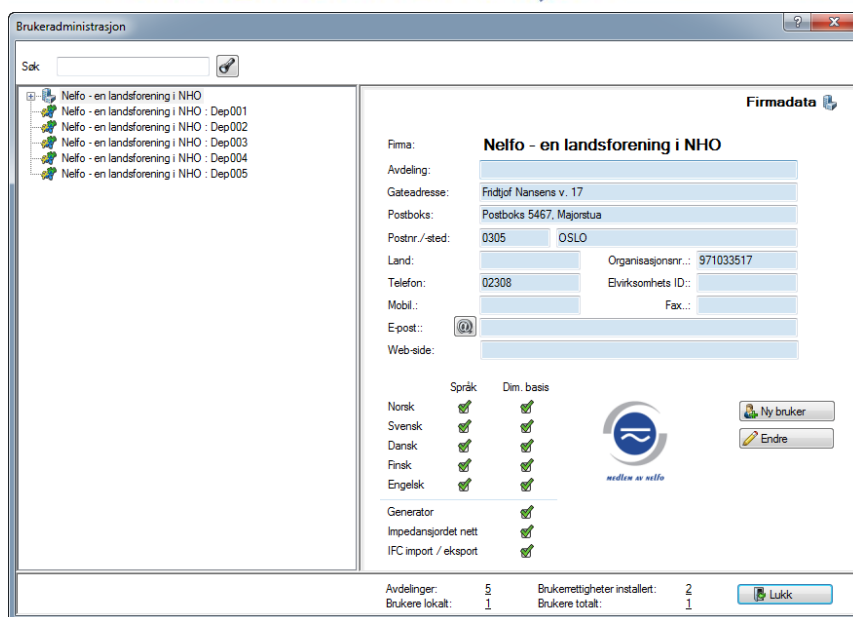 Brukeradministrasjon
Søk
Nelfo - en landsforening i NHO
Nelfo - en landsforening i NHO : Dep001
Nelfo - en landsforening i NHO : Dep002
Nelfo - en landsforening i NHO : Dep003
Nelfo - en landsforening i NHO : Dep004
Nelfo - en landsforening i NHO : Dep005
Firmadata
Firma: Nelfo - en landsforening i NHO
Avdeling:
Gateadresse: Fridtjof Nansens v. 17
Postboks: Postboks 5467, Majorstua
Postnr./-sted: 0305 OSLO
Land: Organisasjonsnr..: 971033517
Telefon: 02308 Elvirksomhets ID::
Mobil.: Fax..:
E-post:: @
Web-side:
Språk Dim. basis
Norsk
Svensk
Dansk
Finsk
Engelsk
medlem av nelfo
Ny bruker
Endre
Generator
Impedansjordet nett
IFC import / eksport
Avdelinger: 5 Brukerrettigheter installert: 2
Brukere lokalt: 1 Brukere totalt: 1
Lukk